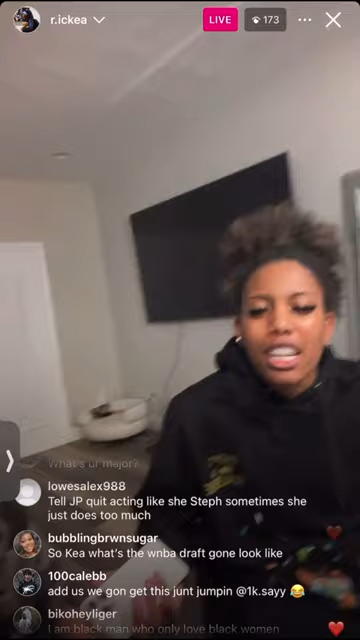 r.ickea
LIVE
173
What's ur major?
lowesalex988
Tell JP quit acting like she Steph sometimes she
just does too much
bubblingbrwnsugar
So Kea what's the wnba draft gone look like
100calebb
add us we gon get this junt jumpin @1k.sayy 😂
bikoheyliger
I am black man who only love black women